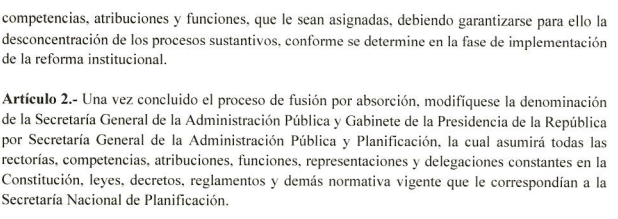 competencias, atribuciones y funciones, que le sean asignadas, debiendo garantizarse para ello la
desconcentración de los procesos sustantivos, conforme se determine en la fase de implementación
de la reforma institucional.
Artículo 2.- Una vez concluido el proceso de fusión por absorción, modifíquese la denominación
de la Secretaría General de la Administración Pública y Gabinete de la Presidencia de la República
por Secretaría General de la Administración Pública y Planificación, la cual asumirá todas las
rectorías, competencias, atribuciones, funciones, representaciones y delegaciones constantes en la
Constitución, leyes, decretos, reglamentos y demás normativa vigente que le correspondían a la
Secretaría Nacional de Planificación.